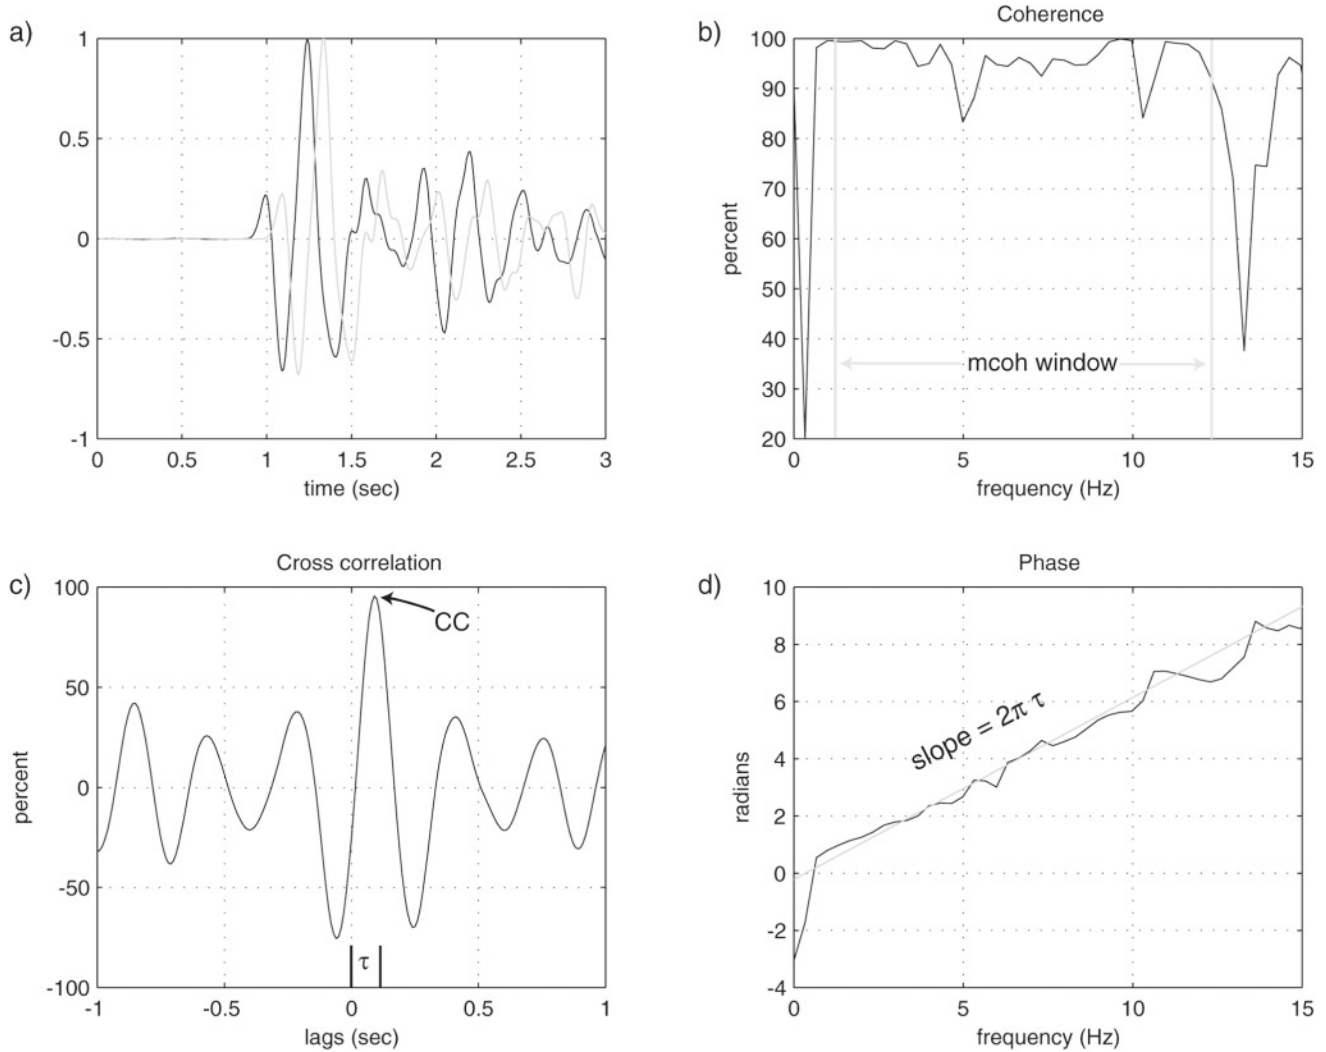 a)
1
0.5
0
-0.5
-1
0 0.5 1 1.5 2 2.5 3
time (sec)
b)
Coherence
100
90
80
70
60
50
40
30
20
percent
mcoh window
0 5 10 15
frequency (Hz)
c)
Cross correlation
100
50
0
-50
-100
percent
CC
τ
-1 -0.5 0 0.5 1
lags (sec)
d)
Phase
10
8
6
4
2
0
-2
-4
radians
slope = 2π τ
0 5 10 15
frequency (Hz)